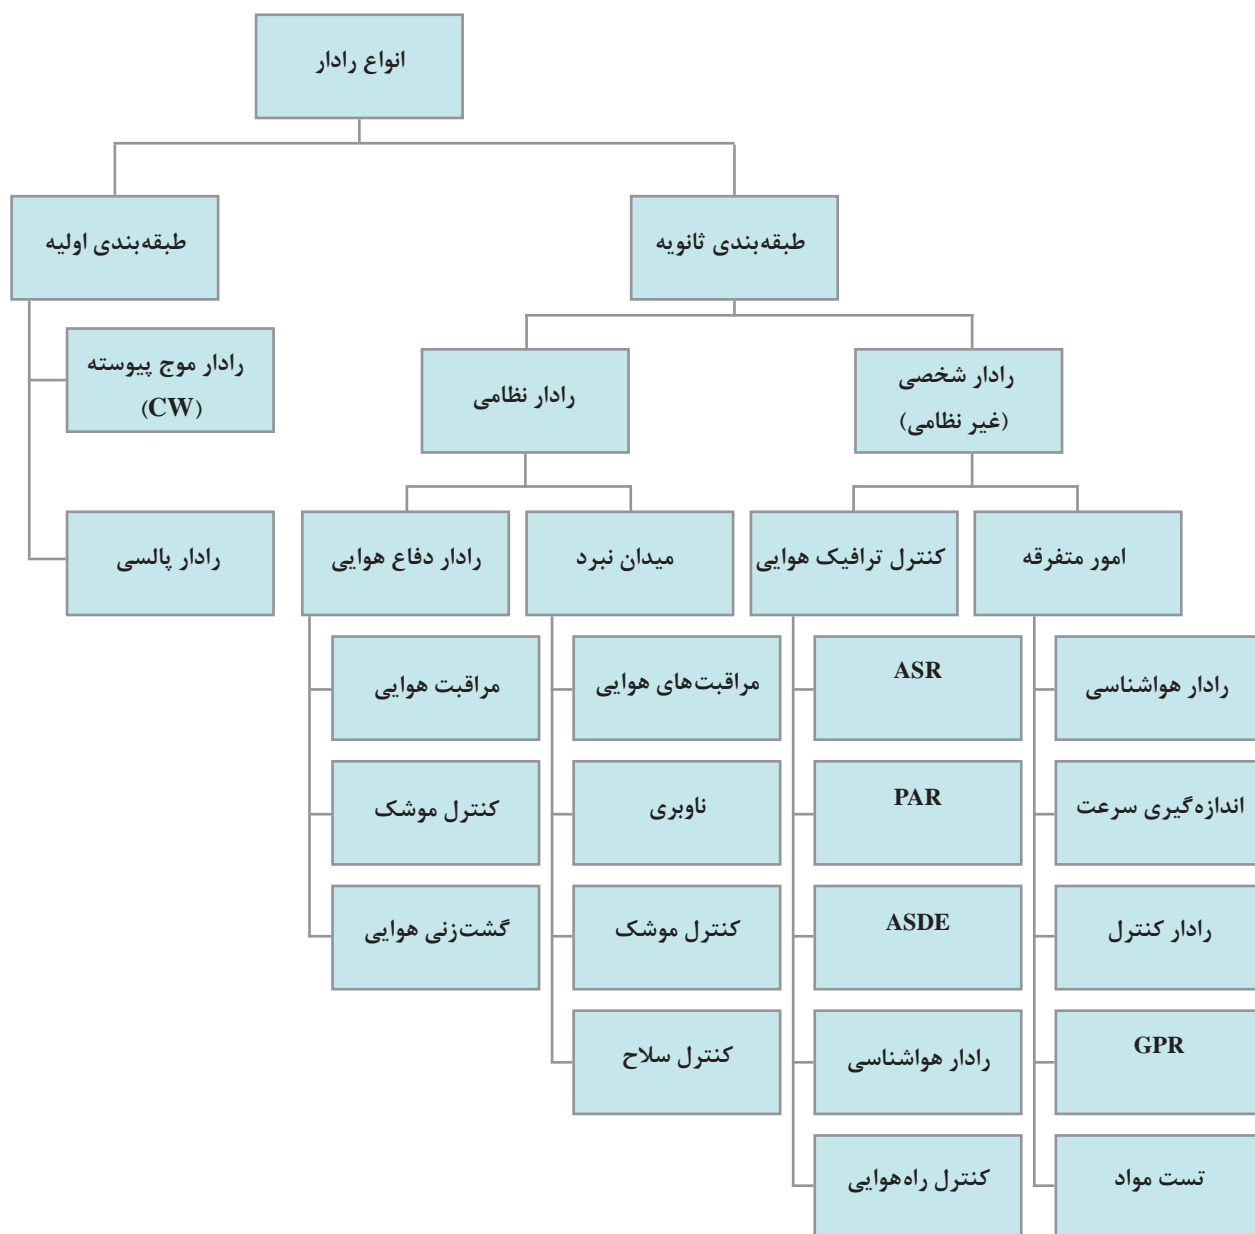 انواع رادار
طبقه‌بندی اولیه
طبقه‌بندی ثانویه
رادار موج پیوسته
(CW)
رادار پالسی
رادار نظامی
رادار شخصی
(غیر نظامی)
رادار دفاع هوایی
میدان نبرد
کنترل ترافیک هوایی
امور متفرقه
مراقبت هوایی
کنترل موشک
گشت‌زنی هوایی
مراقبت‌های هوایی
ناوبری
کنترل موشک
کنترل سلاح
ASR
PAR
ASDE
رادار هواشناسی
کنترل راه‌هوایی
رادار هواشناسی
اندازه‌گیری سرعت
رادار کنترل
GPR
تست مواد